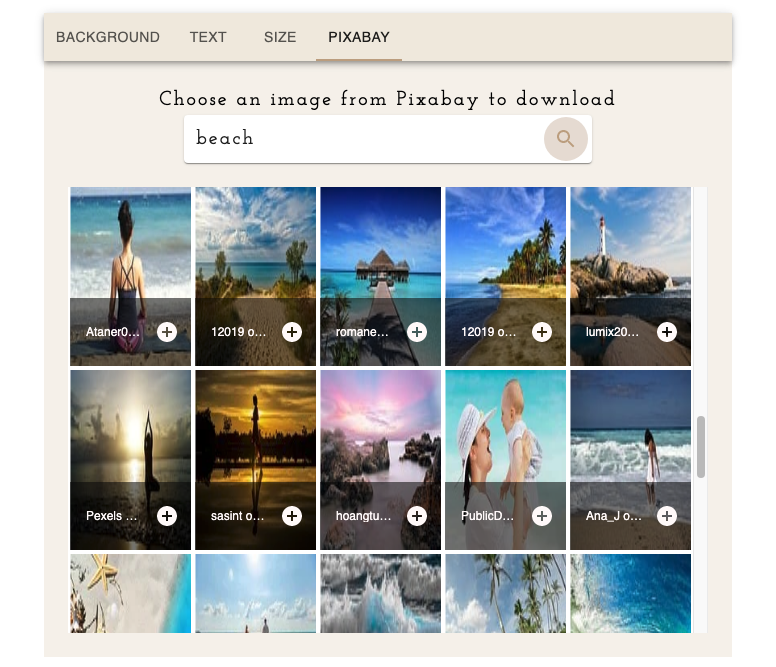 BACKGROUND TEXT SIZE PIXABAY
Choose an image from Pixabay to download
beach
Ataner0... 12019 o... romane... 12019 o... lumix20...
Pexels ... sasint o... hoangtu... PublicD... Ana_J o...